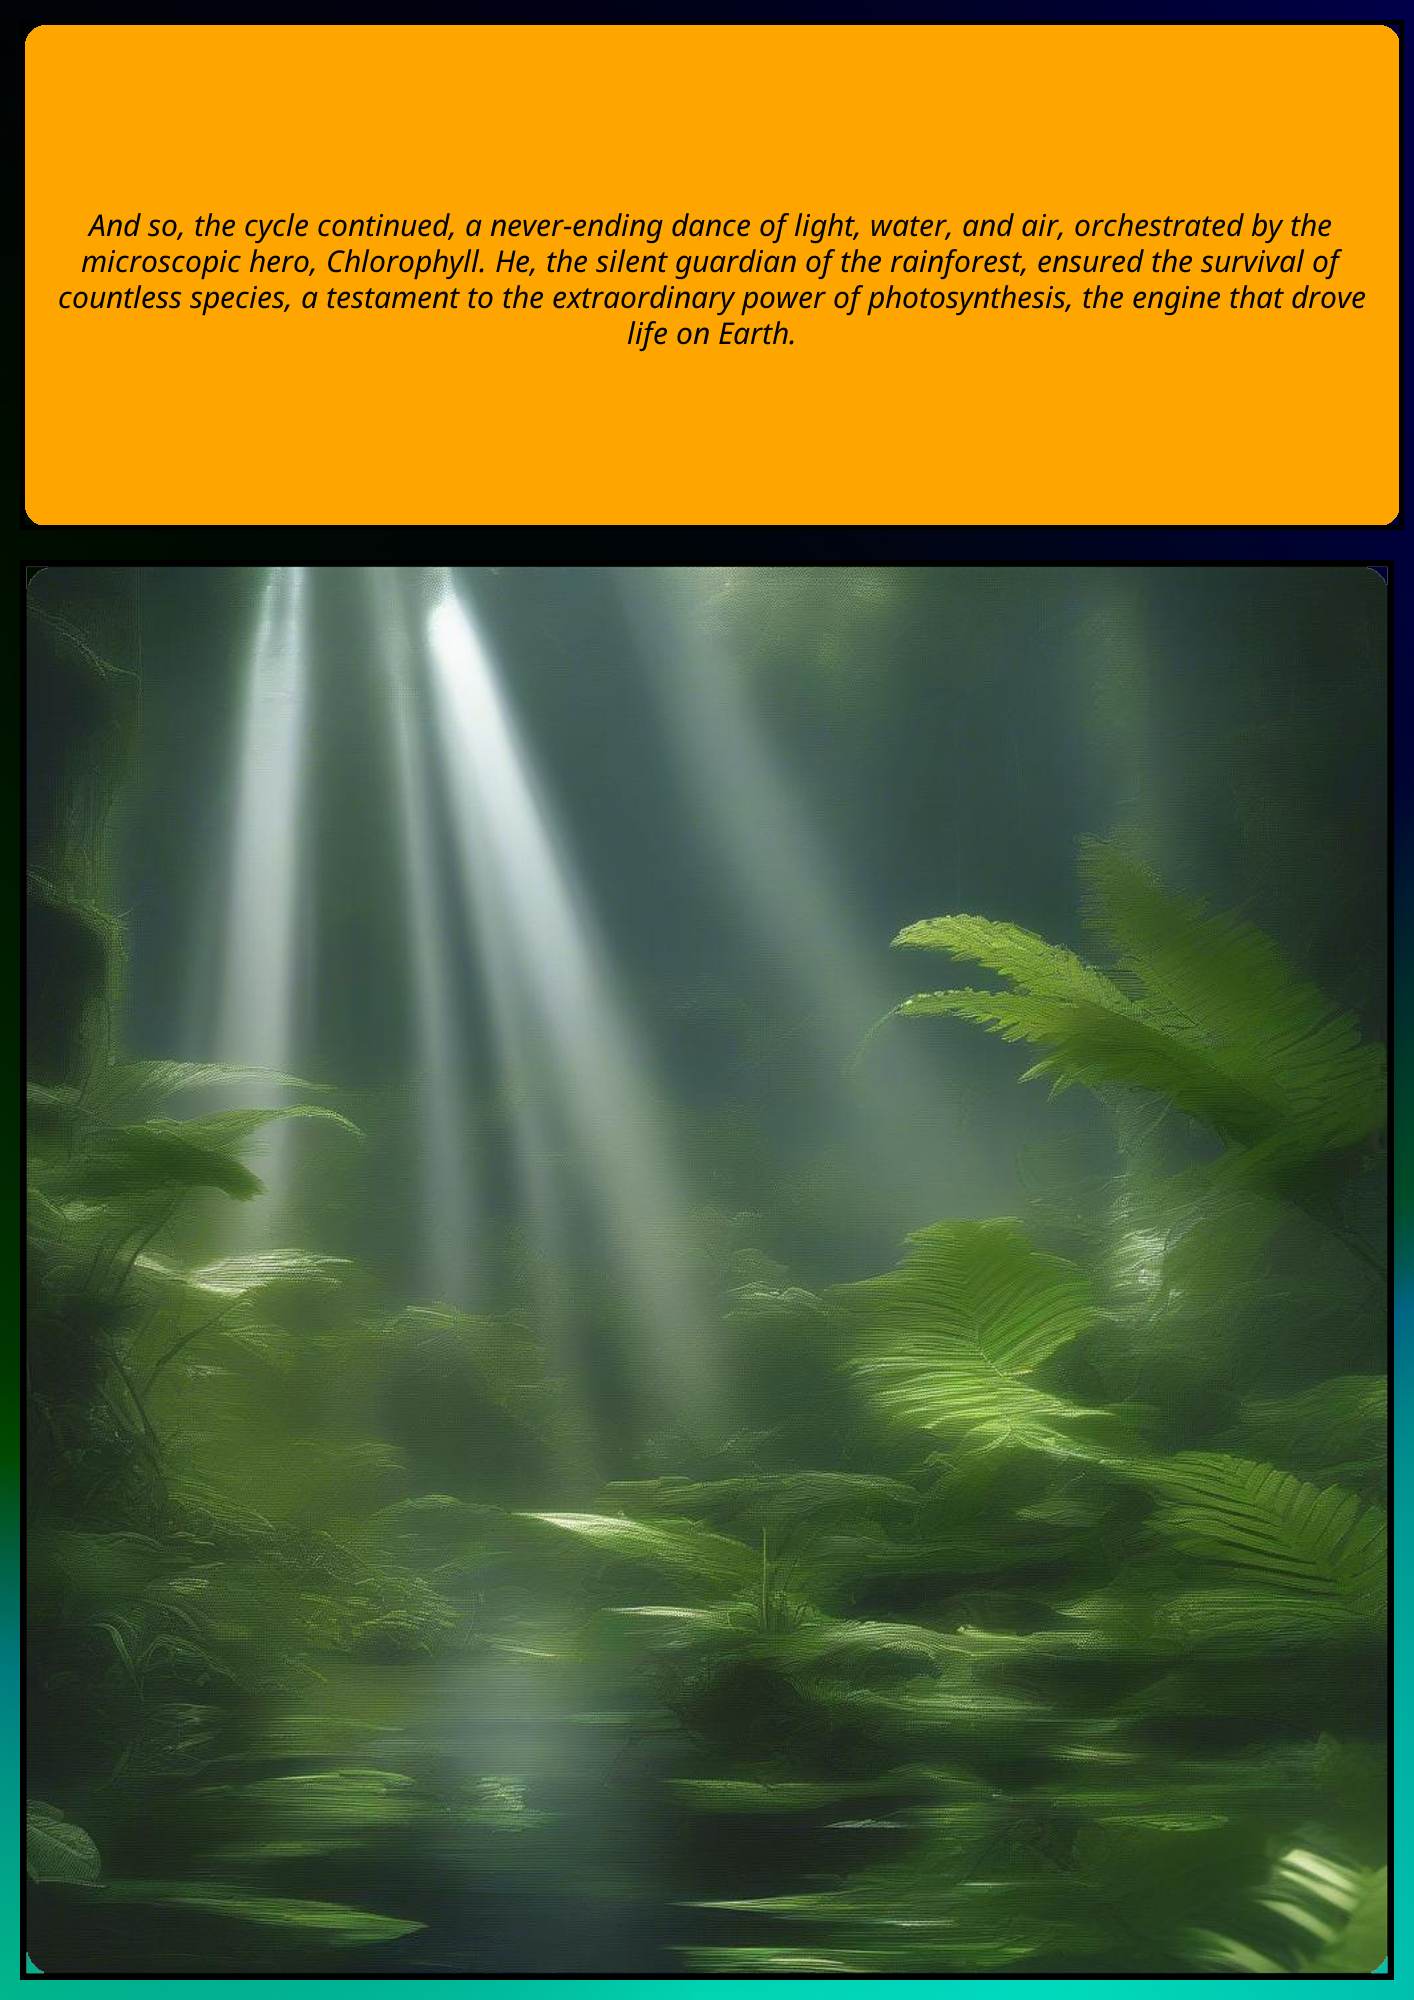 And so, the cycle continued, a never-ending dance of light, water, and air, orchestrated by the
microscopic hero, Chlorophyll. He, the silent guardian of the rainforest, ensured the survival of
countless species, a testament to the extraordinary power of photosynthesis, the engine that drove
life on Earth.